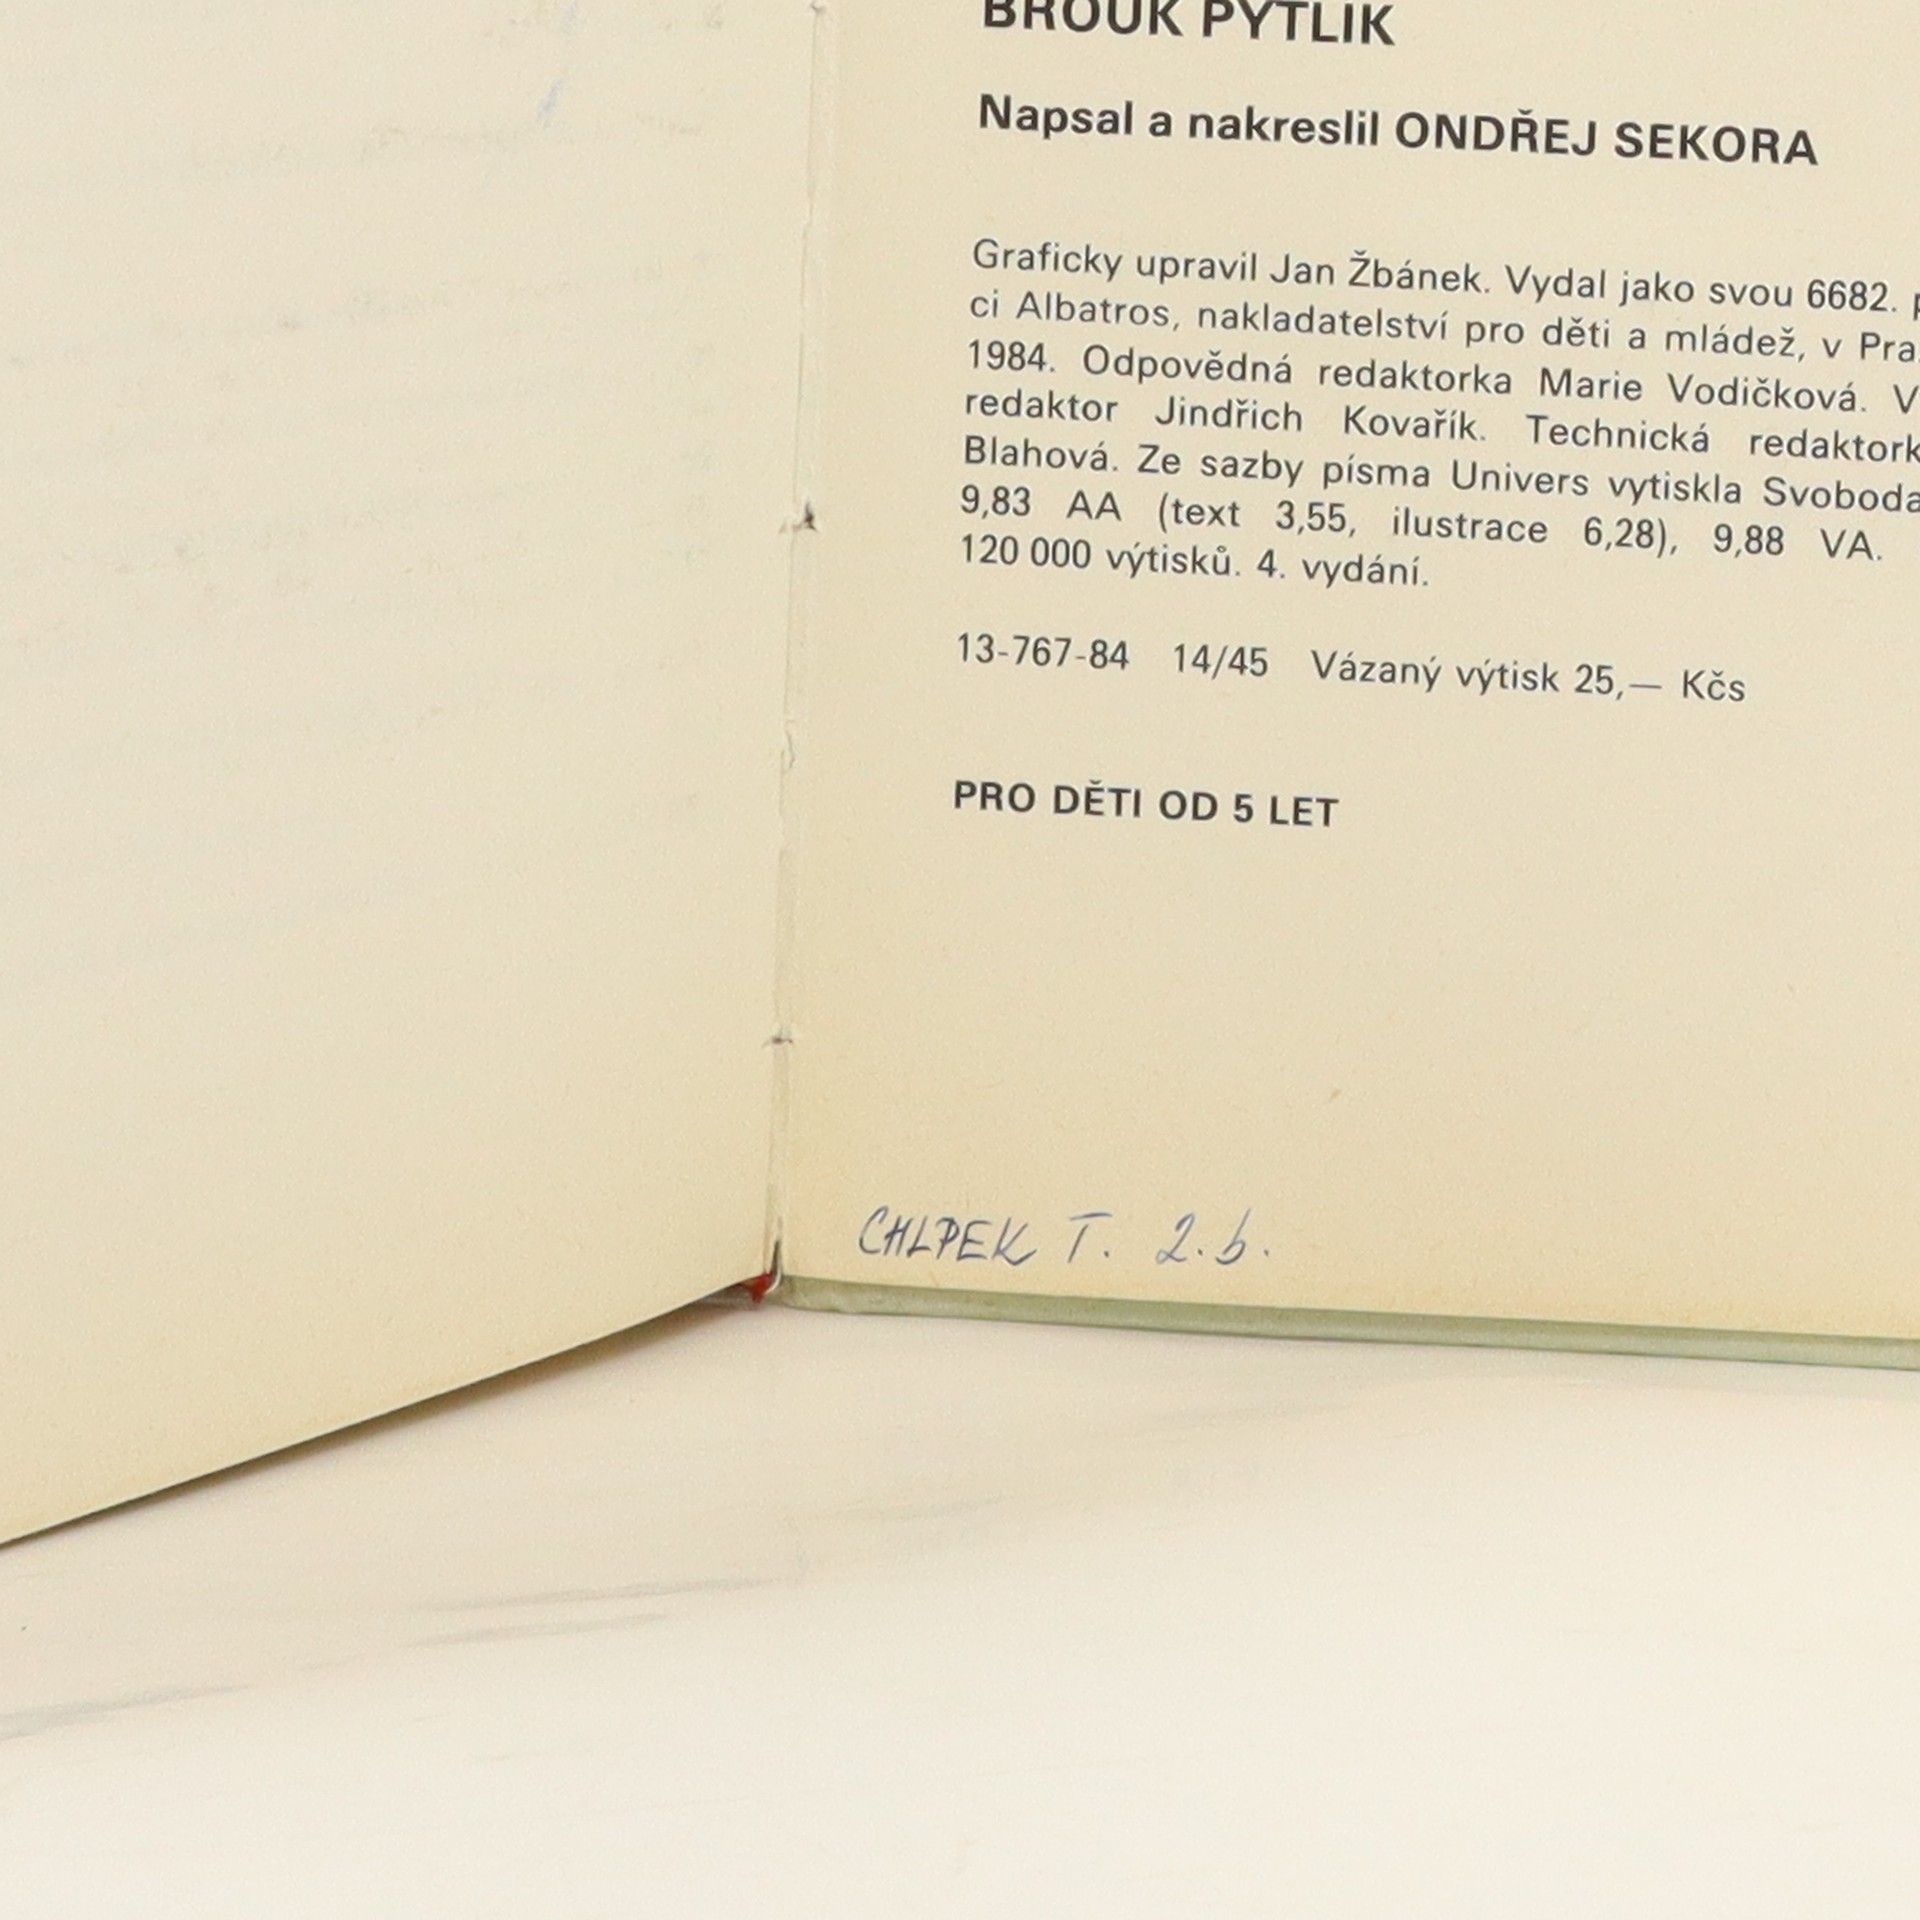 BROUK PYTLÍK
Napsal a nakreslil ONDŘEJ SEKORA
Graficky upravil Jan Žbánek. Vydal jako svou 6682. p
ci Albatros, nakladatelství pro děti a mládež, v Pra
1984. Odpovědná redaktorka Marie Vodičková. V
redaktor Jindřich Kovařík. Technická redaktork
Blahová. Ze sazby písma Univers vytiskla Svoboda
9,83 AA (text 3,55, ilustrace 6,28), 9,88 VA.
120 000 výtisků. 4. vydání.
13-767-84 14/45 Vázaný výtisk 25,— Kčs
PRO DĚTI OD 5 LET
CHLPEK T. 2.b.